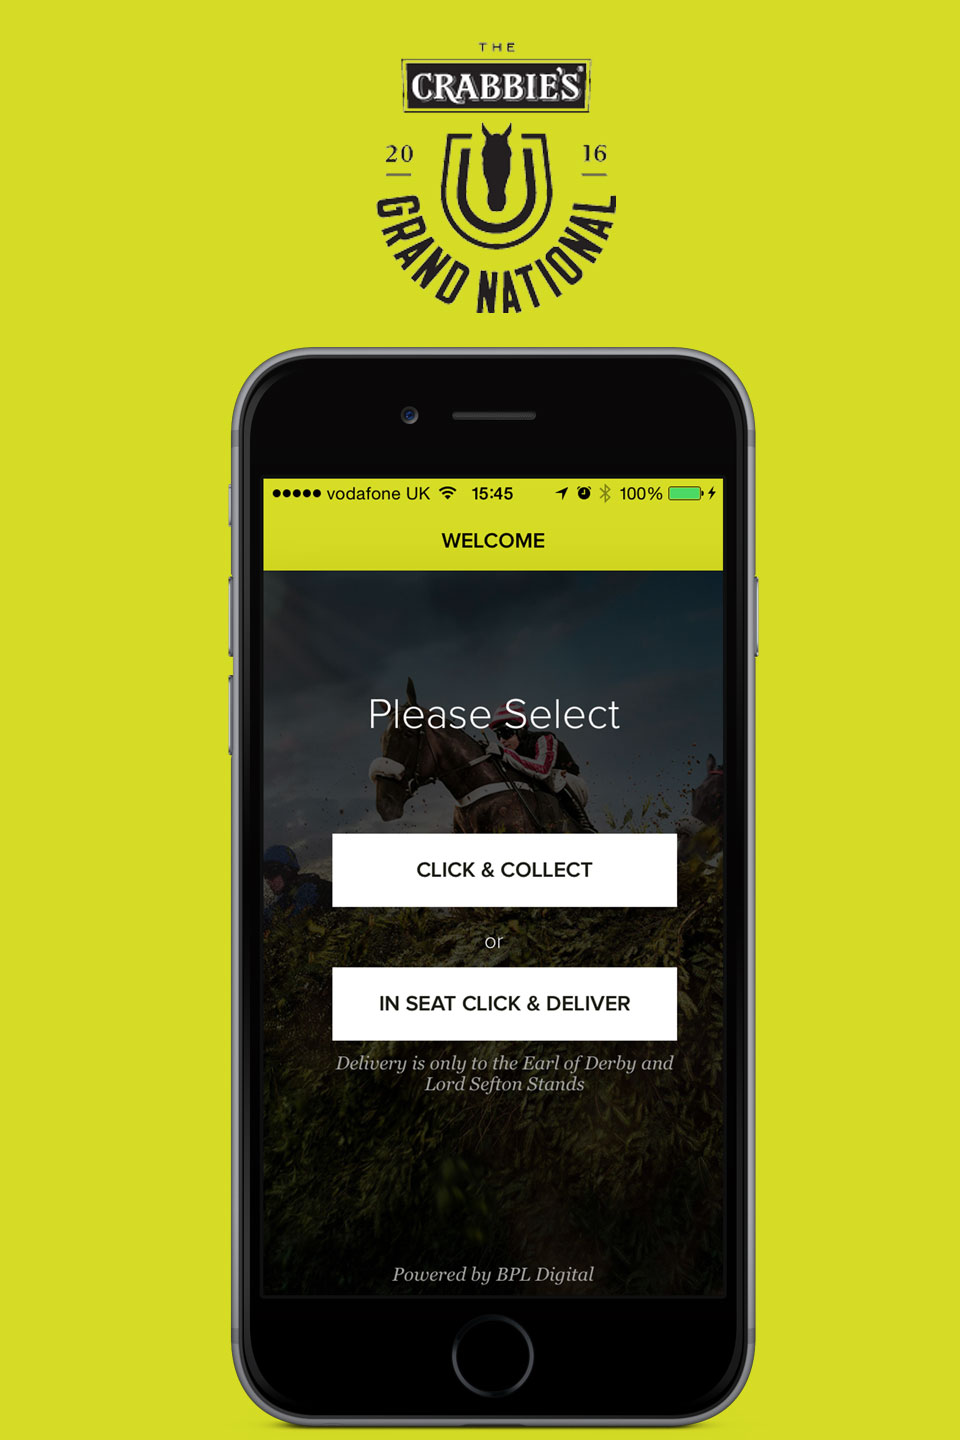 THE
CRABBIE'S
20 16
GRAND NATIONAL
vodafone UK 15:45 100%
WELCOME
Please Select
CLICK & COLLECT
or
IN SEAT CLICK & DELIVER
Delivery is only to the Earl of Derby and
Lord Sefton Stands
Powered by BPL Digital